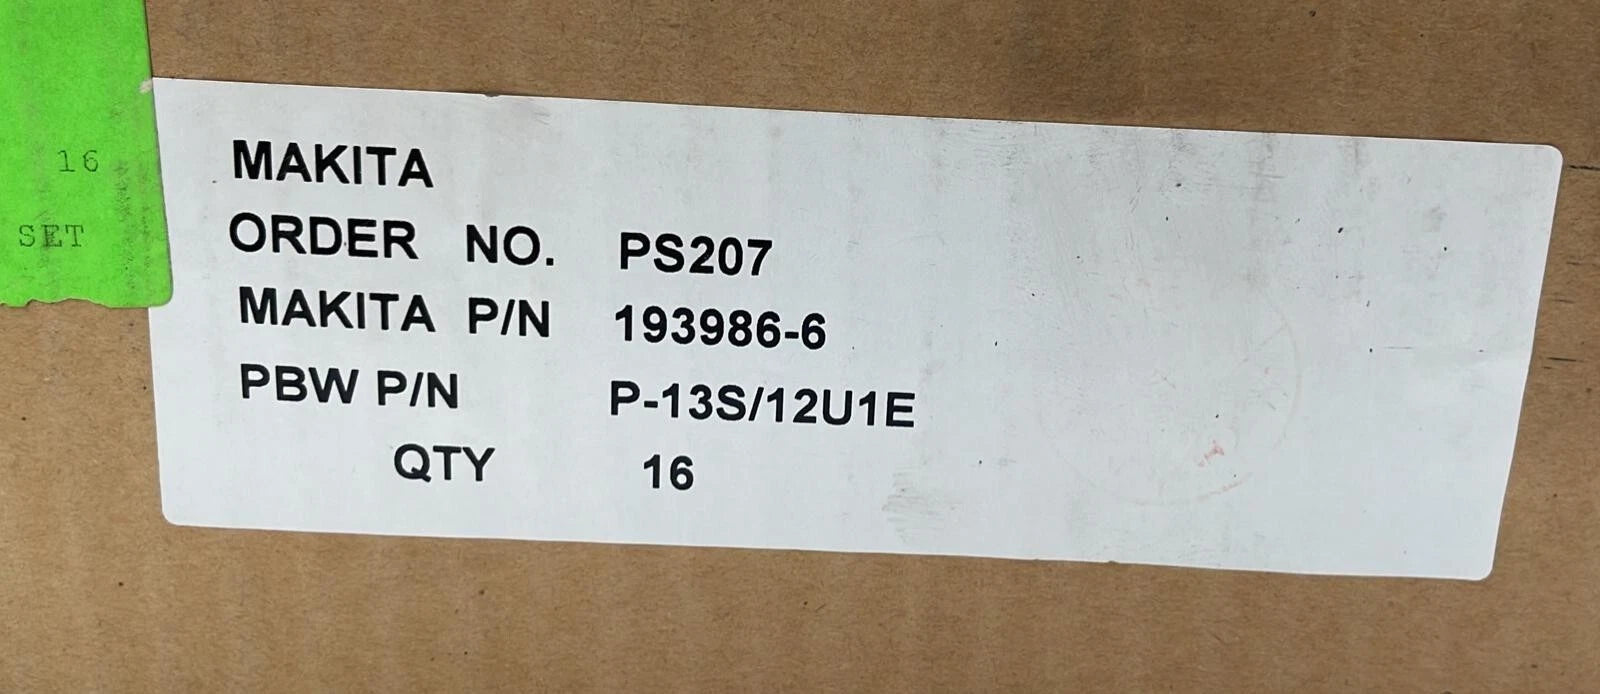 16
SET
MAKITA
ORDER NO. PS207
MAKITA P/N 193986-6
PBW P/N P-13S/12U1E
QTY 16